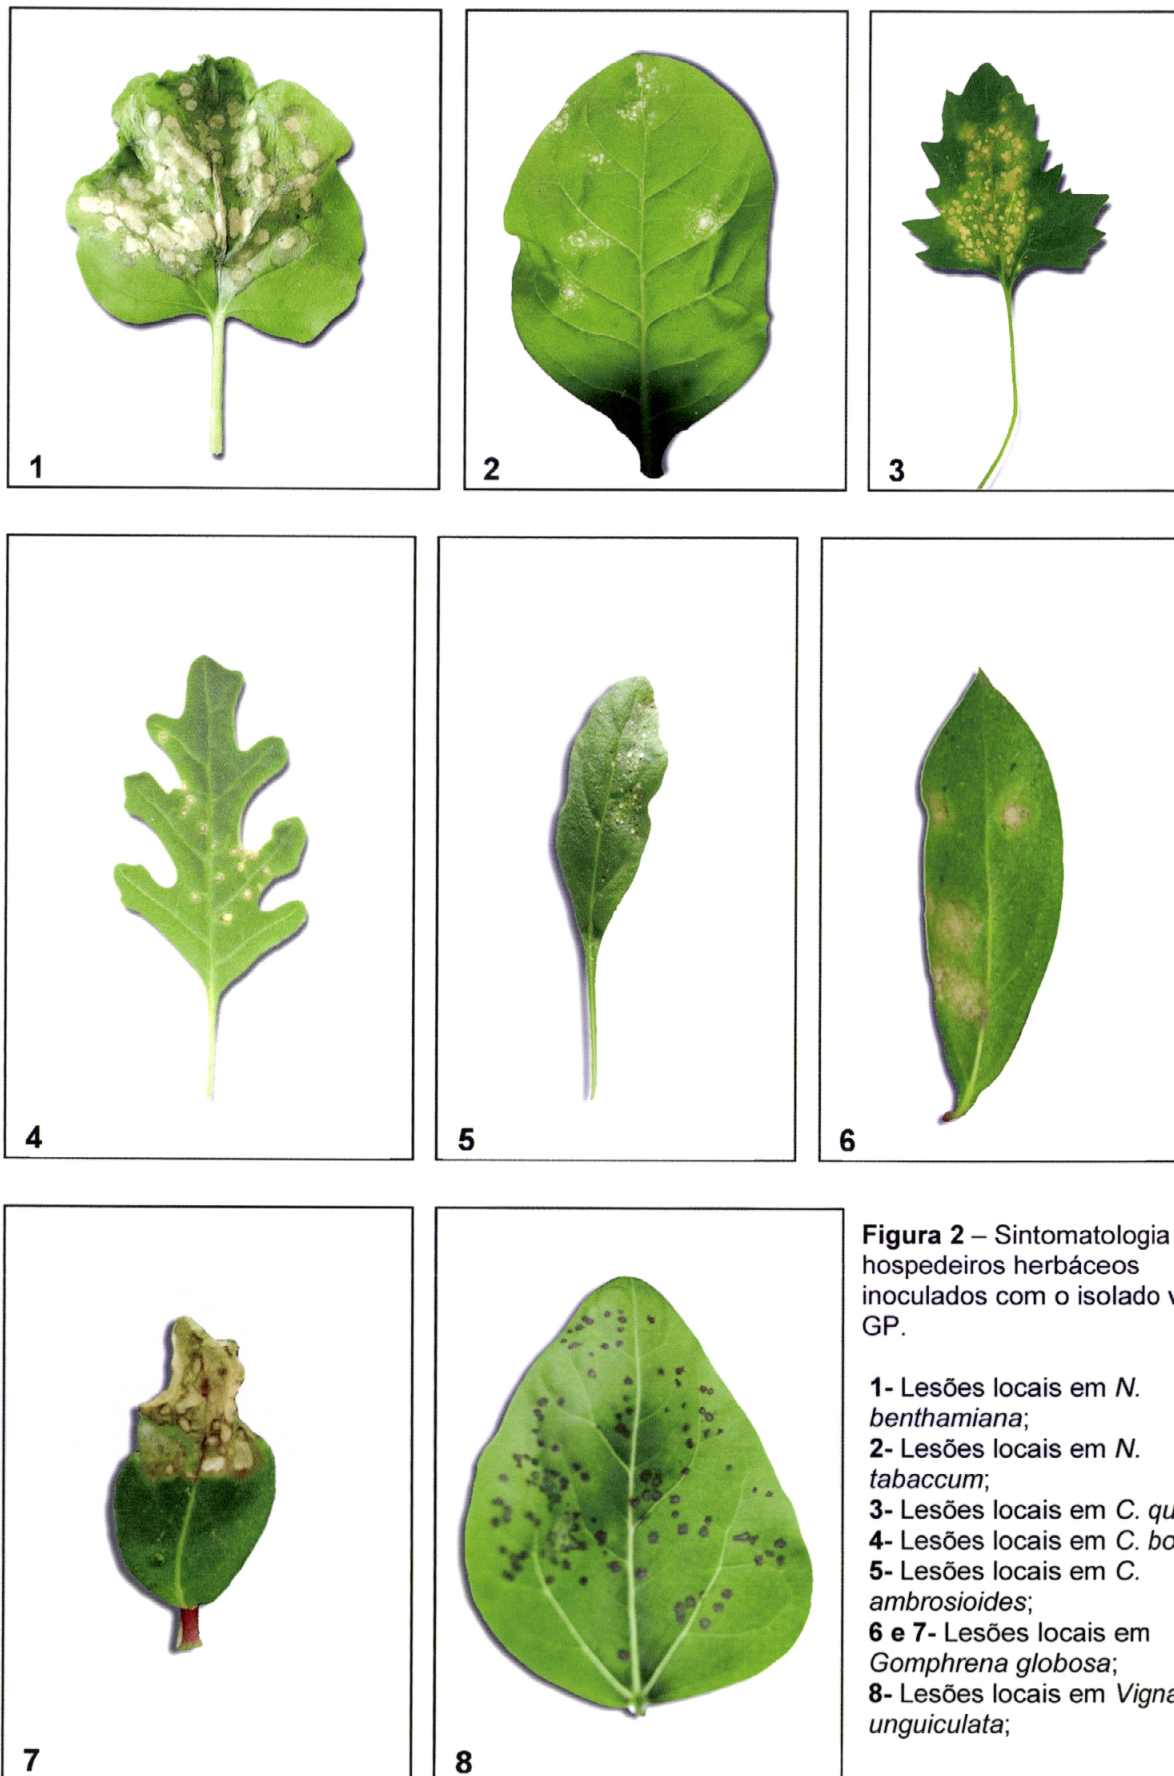 1
2
3
4
5
6
7
8
Figura 2 – Sintomatologia
hospedeiros herbáceos
inoculados com o isolado
GP.
1- Lesões locais em N.
benthamiana;
2- Lesões locais em N.
tabaccum;
3- Lesões locais em C.
4- Lesões locais em C.
5- Lesões locais em C.
ambrosioides;
6 e 7- Lesões locais em
Gomphrena globosa;
8- Lesões locais em Vigna
unguiculata;